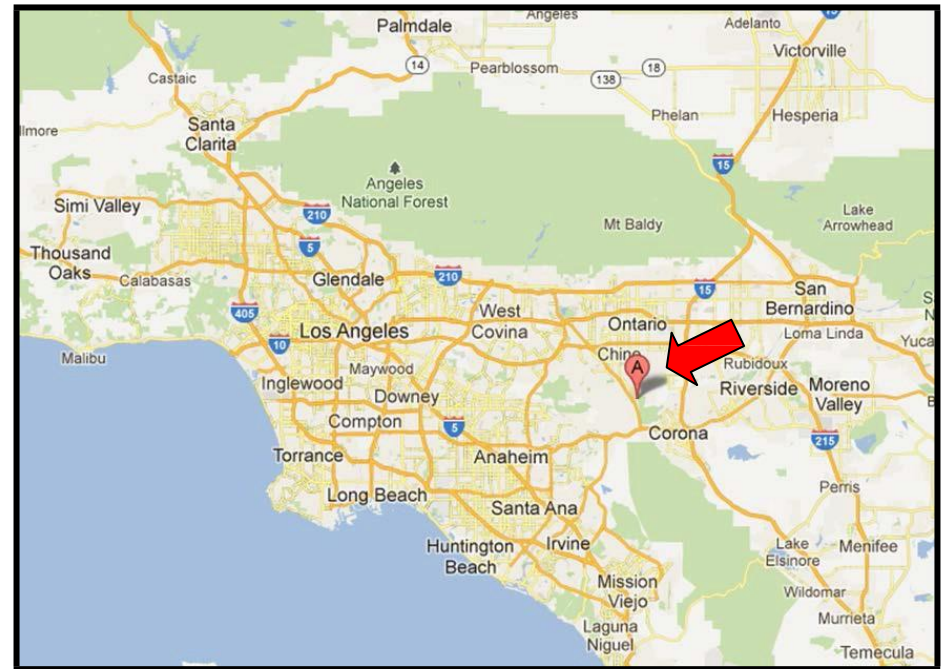 Palmdale
Angeles
Adelanto
15
Victorville
14
Pearblossom
138
18
Castaic
Phelan
Hesperia
lmore
Santa
Clarita
15
Angeles
National Forest
Simi Valley
210
Mt Baldy
Lake
Arrowhead
Thousand
Oaks
5
Calabasas
Glendale
210
15
San
Bernardino
405
West
Covina
Ontario
Los Angeles
Loma Linda
Yuca
10
Malibu
Maywood
Chino
A
Rubidoux
Inglewood
Downey
Riverside
Moreno
Valley
Compton
5
Corona
215
Torrance
Anaheim
Long Beach
Perris
Santa Ana
Huntington
Beach
Irvine
Lake
Elsinore
Menifee
Mission
Viejo
Wildomar
Laguna
Niguel
Murrieta
Temecula